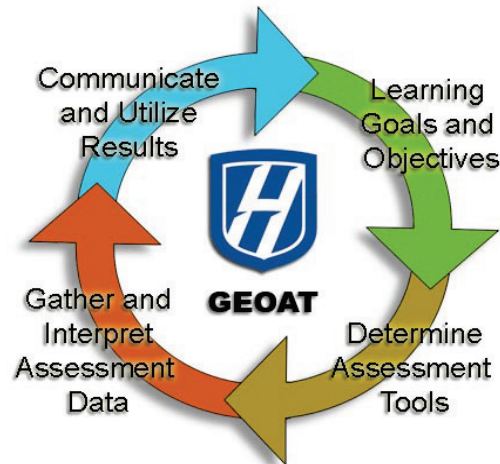 Communicate
and Utilize
Results
Learning
Goals and
Objectives
H
GEOAT
Gather and
Interpret
Assessment
Data
Determine
Assessment
Tools